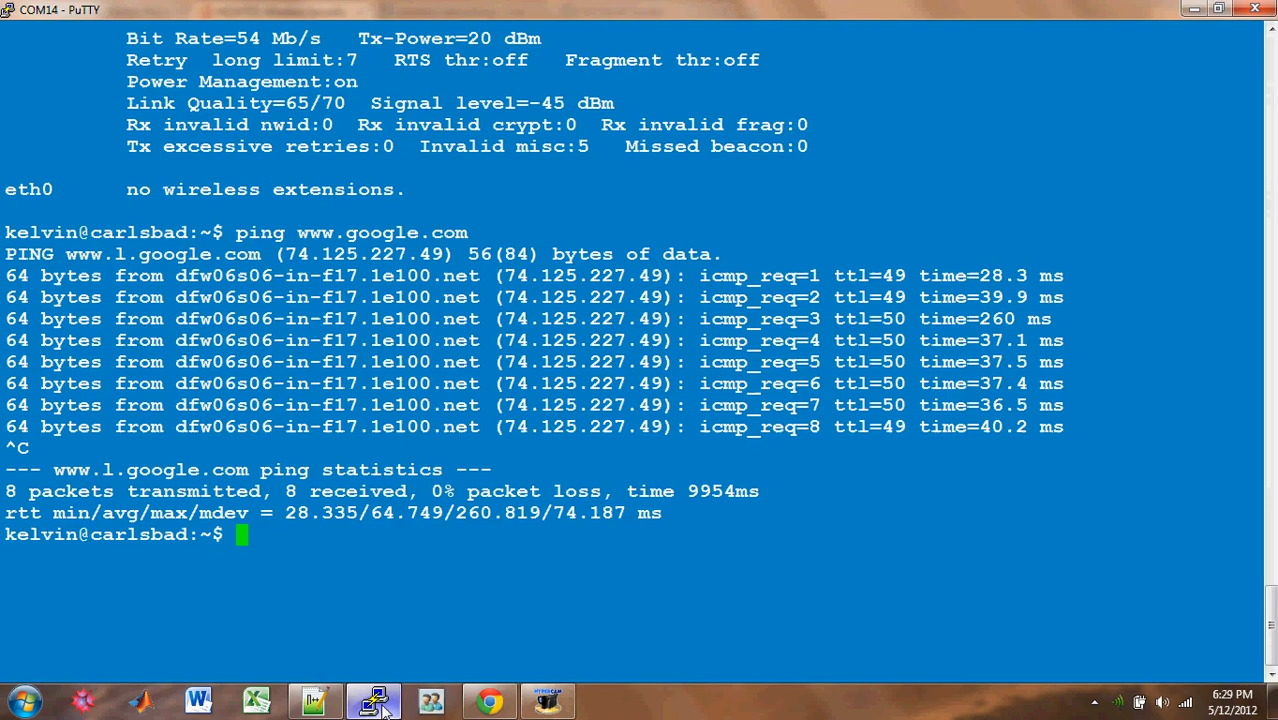 COM14 - PuTTY
Bit Rate=54 Mb/s   Tx-Power=20 dBm
Retry  long limit:7   RTS thr:off   Fragment thr:off
Power Management:on
Link Quality=65/70  Signal level=-45 dBm
Rx invalid nwid:0  Rx invalid crypt:0  Rx invalid frag:0
Tx excessive retries:0  Invalid misc:5   Missed beacon:0
eth0      no wireless extensions.
kelvin@carlsbad:~$ ping www.google.com
PING www.l.google.com (74.125.227.49) 56(84) bytes of data.
64 bytes from dfw06s06-in-f17.1e100.net (74.125.227.49): icmp_req=1 ttl=49 time=28.3 ms
64 bytes from dfw06s06-in-f17.1e100.net (74.125.227.49): icmp_req=2 ttl=49 time=39.9 ms
64 bytes from dfw06s06-in-f17.1e100.net (74.125.227.49): icmp_req=3 ttl=50 time=260 ms
64 bytes from dfw06s06-in-f17.1e100.net (74.125.227.49): icmp_req=4 ttl=50 time=37.1 ms
64 bytes from dfw06s06-in-f17.1e100.net (74.125.227.49): icmp_req=5 ttl=50 time=37.5 ms
64 bytes from dfw06s06-in-f17.1e100.net (74.125.227.49): icmp_req=6 ttl=50 time=37.4 ms
64 bytes from dfw06s06-in-f17.1e100.net (74.125.227.49): icmp_req=7 ttl=50 time=36.5 ms
64 bytes from dfw06s06-in-f17.1e100.net (74.125.227.49): icmp_req=8 ttl=49 time=40.2 ms
^C
--- www.l.google.com ping statistics ---
8 packets transmitted, 8 received, 0% packet loss, time 9954ms
rtt min/avg/max/mdev = 28.335/64.749/260.819/74.187 ms
kelvin@carlsbad:~$
HYPERCAM
6:29 PM
5/12/2012